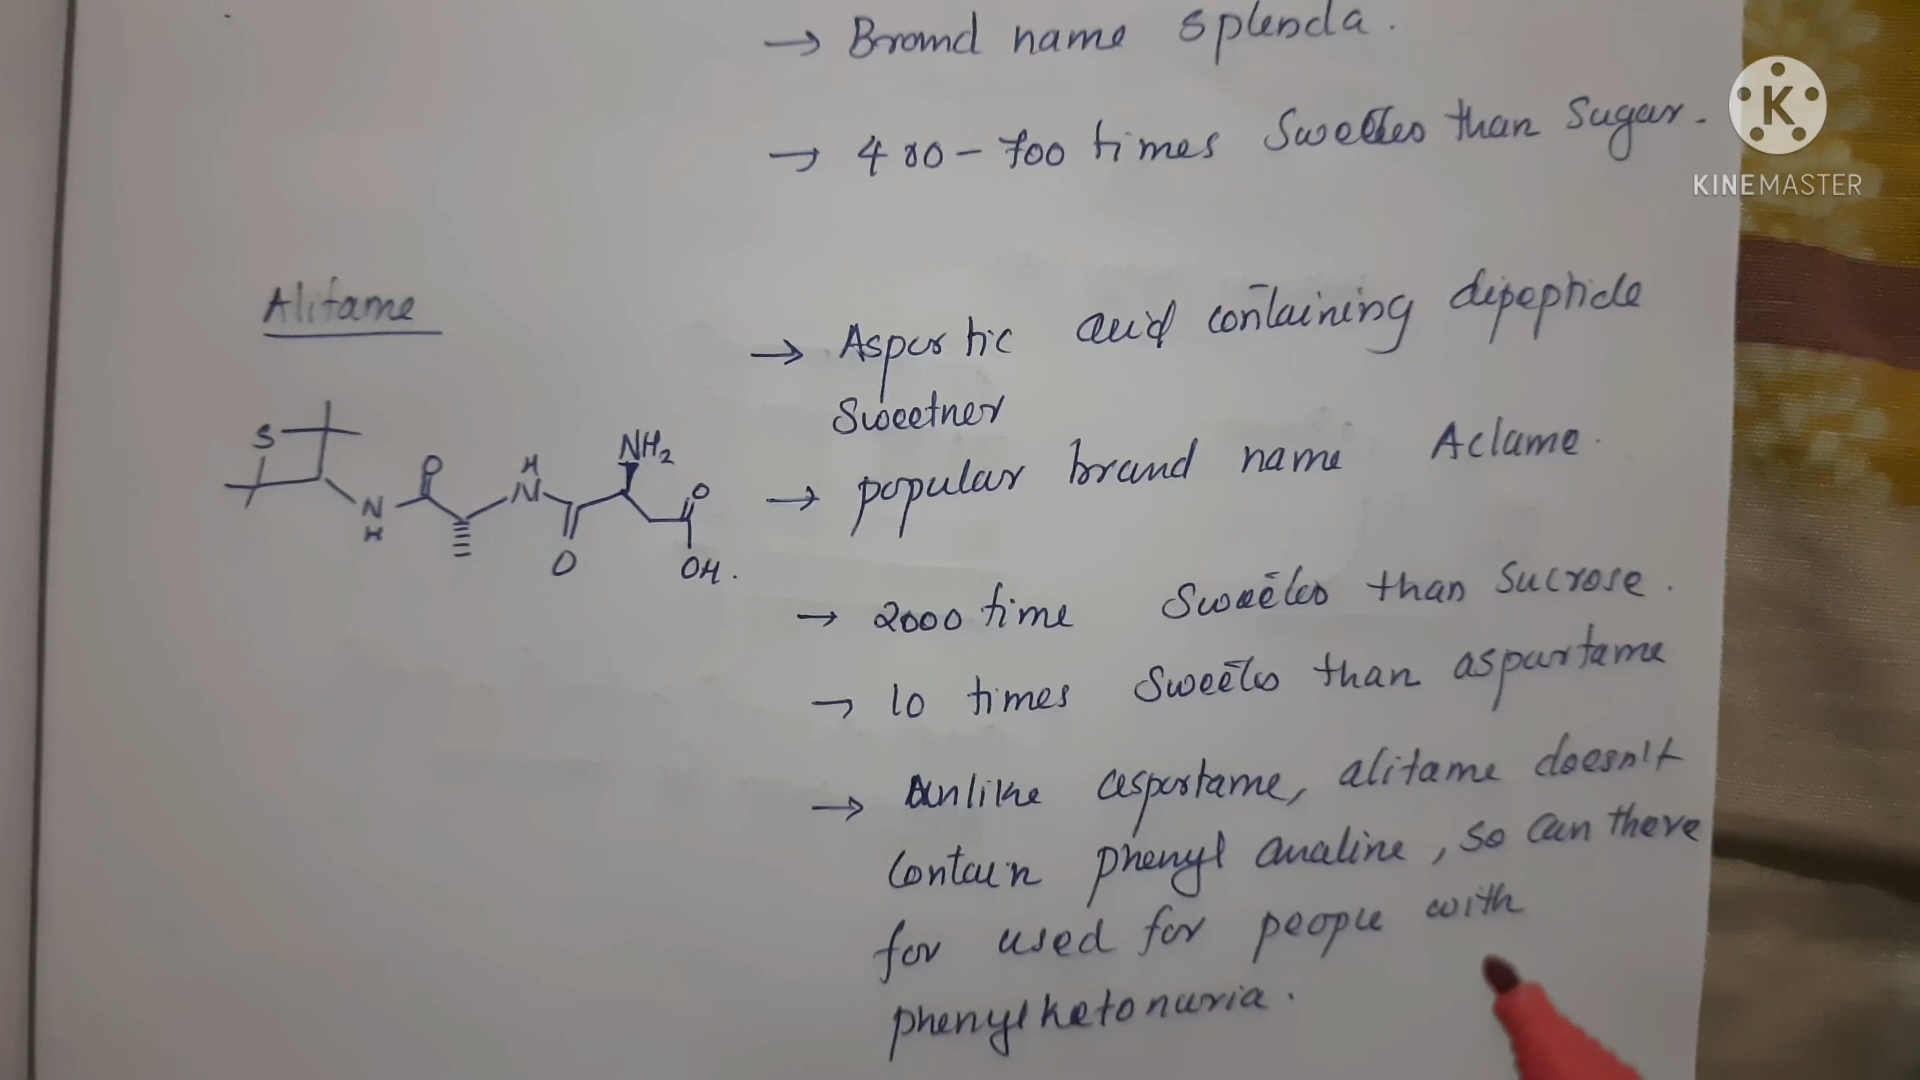 → Brand name Splenda.
→ 400 - 700 times Sweeter than Sugar.
KINEMASTER
Alitame
→ Aspartic acid containing dipeptide
Sweetner
→ popular brand name Aclame.
S
O
H
N
NH2
O
N
H
O
OH.
→ 2000 time Sweeter than Sucrose.
→ 10 times Sweeter than aspartame
→ Unlike aspartame, alitame doesn't
Contain phenyl analine, so can there
for used for people with
phenylketonuria.